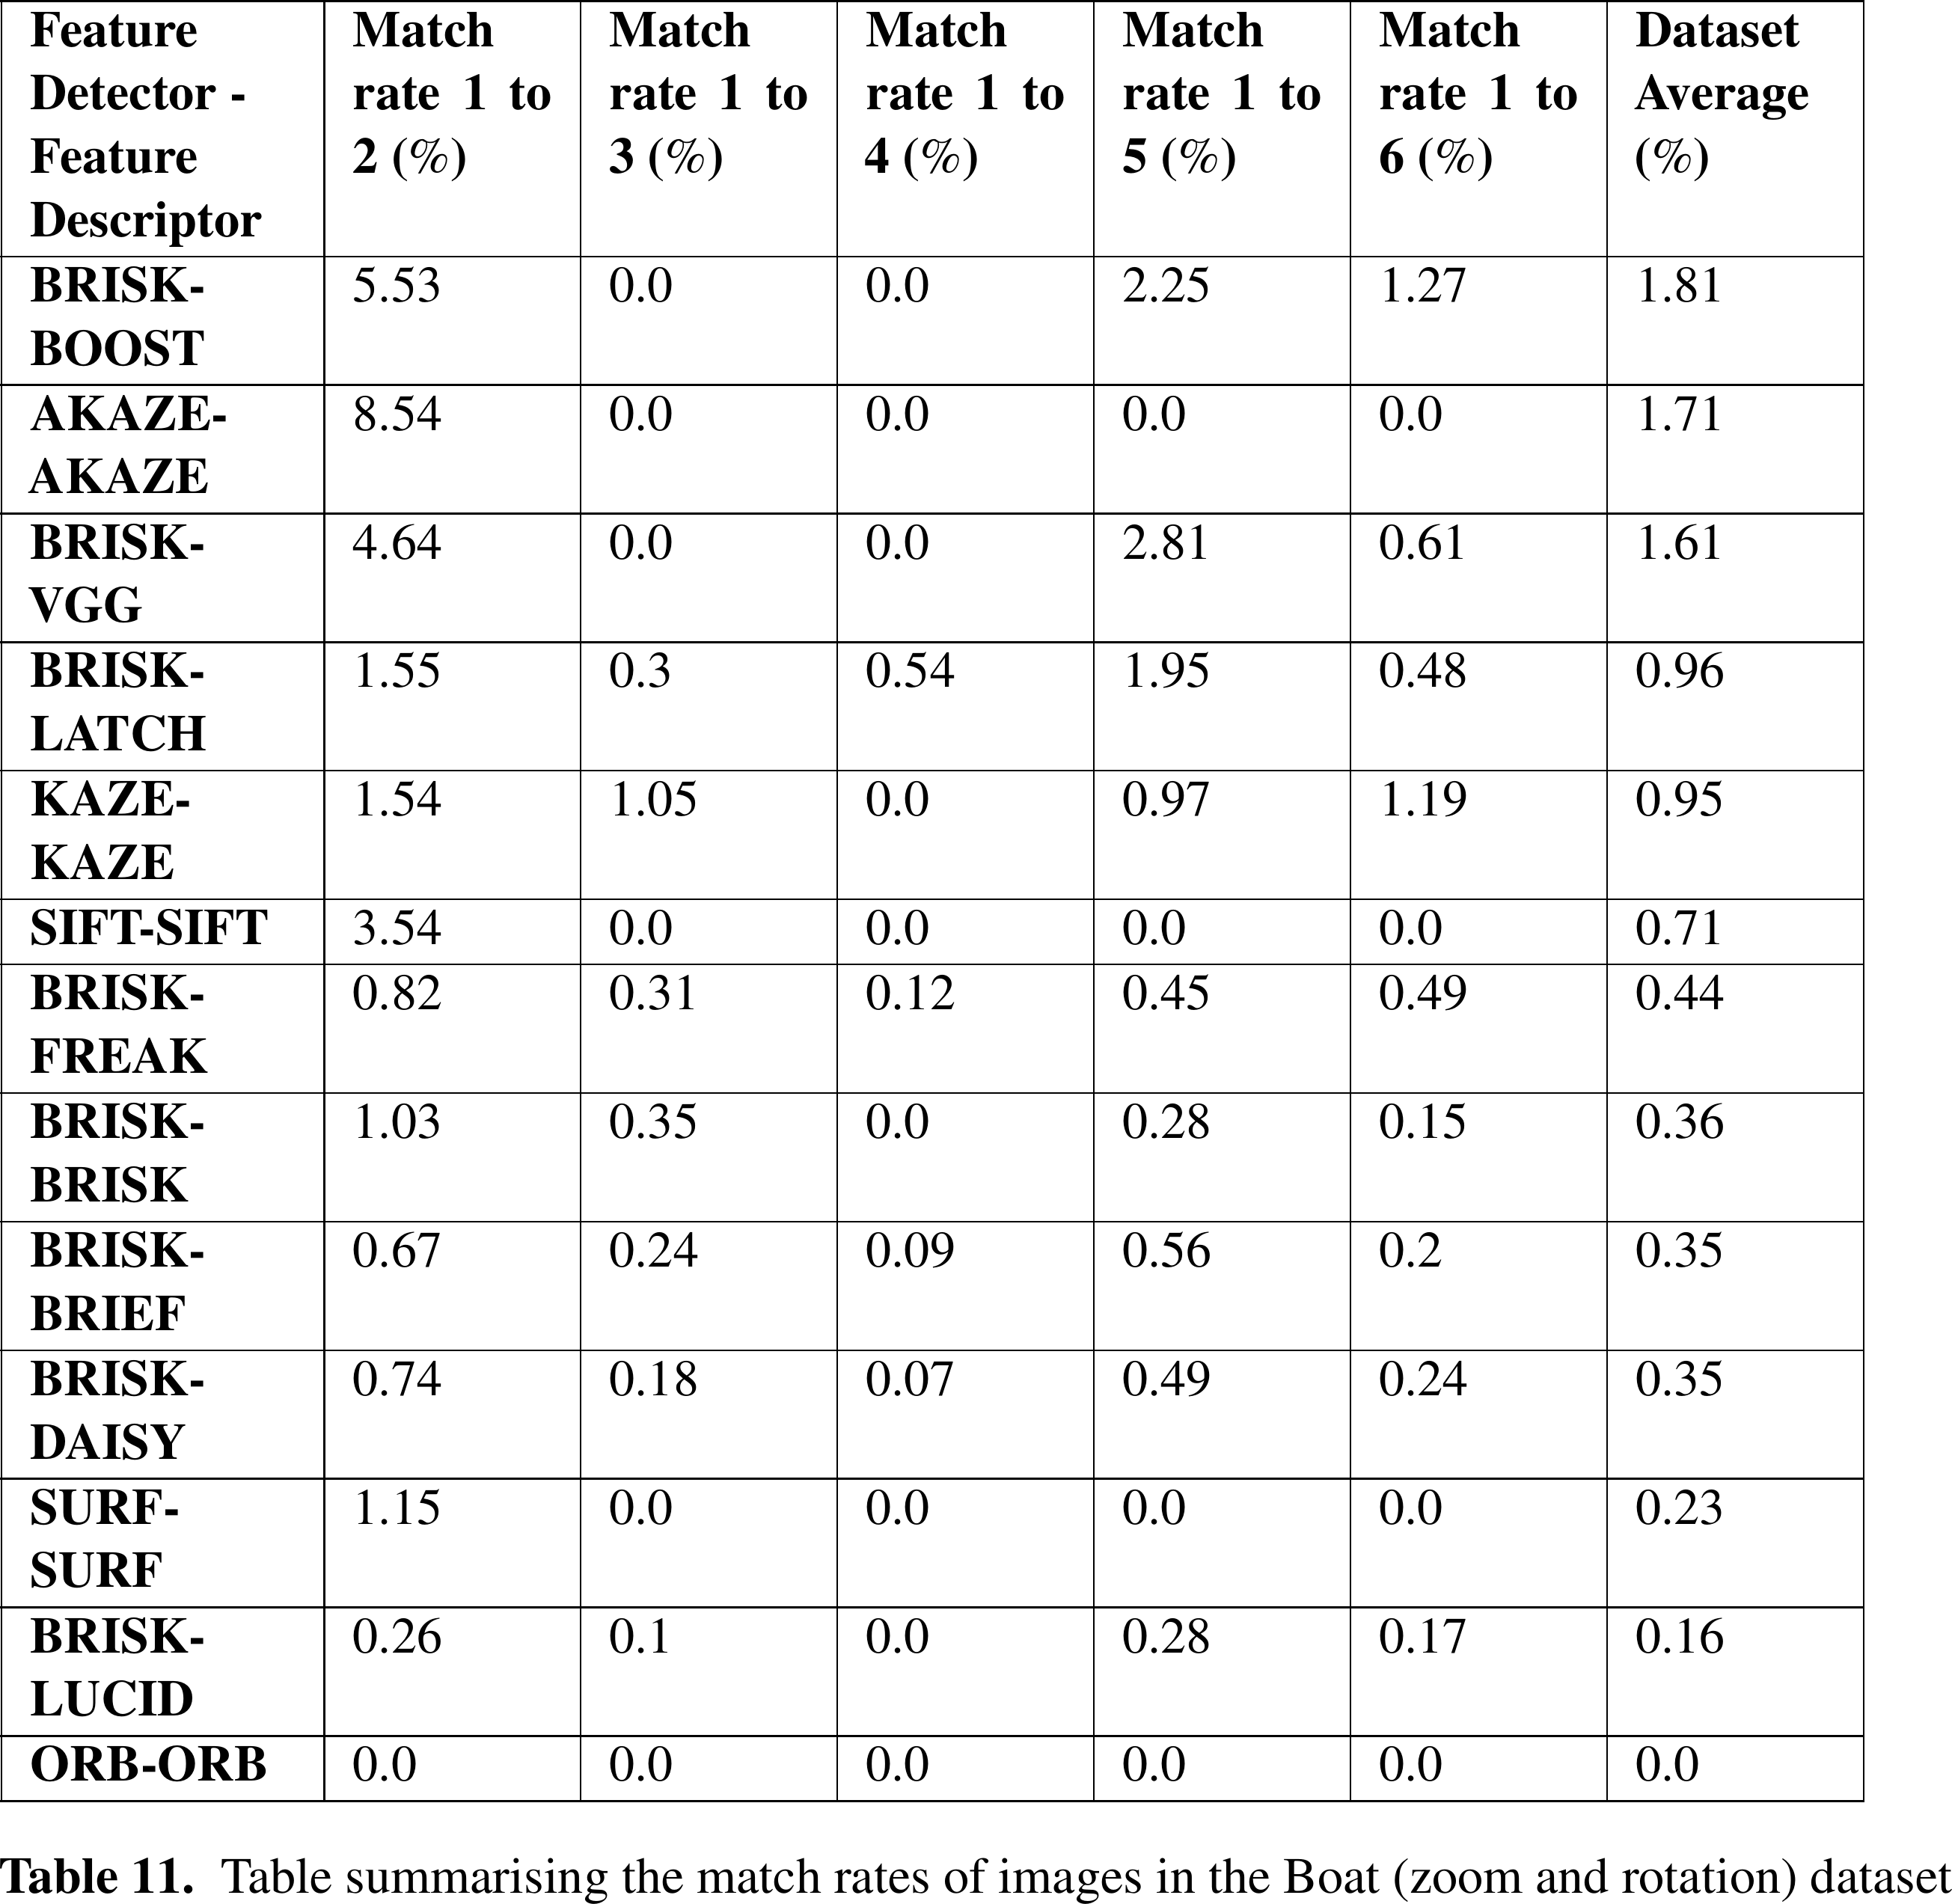 Feature Detector - Feature Descriptor | Match rate 1 to 2 (%) | Match rate 1 to 3 (%) | Match rate 1 to 4 (%) | Match rate 1 to 5 (%) | Match rate 1 to 6 (%) | Dataset Average (%)
BRISK-BOOST | 5.53 | 0.0 | 0.0 | 2.25 | 1.27 | 1.81
AKAZE-AKAZE | 8.54 | 0.0 | 0.0 | 0.0 | 0.0 | 1.71
BRISK-VGG | 4.64 | 0.0 | 0.0 | 2.81 | 0.61 | 1.61
BRISK-LATCH | 1.55 | 0.3 | 0.54 | 1.95 | 0.48 | 0.96
KAZE-KAZE | 1.54 | 1.05 | 0.0 | 0.97 | 1.19 | 0.95
SIFT-SIFT | 3.54 | 0.0 | 0.0 | 0.0 | 0.0 | 0.71
BRISK-FREAK | 0.82 | 0.31 | 0.12 | 0.45 | 0.49 | 0.44
BRISK-BRISK | 1.03 | 0.35 | 0.0 | 0.28 | 0.15 | 0.36
BRISK-BRIEF | 0.67 | 0.24 | 0.09 | 0.56 | 0.2 | 0.35
BRISK-DAISY | 0.74 | 0.18 | 0.07 | 0.49 | 0.24 | 0.35
SURF-SURF | 1.15 | 0.0 | 0.0 | 0.0 | 0.0 | 0.23
BRISK-LUCID | 0.26 | 0.1 | 0.0 | 0.28 | 0.17 | 0.16
ORB-ORB | 0.0 | 0.0 | 0.0 | 0.0 | 0.0 | 0.0
Table 11. Table summarising the match rates of images in the Boat (zoom and rotation) dataset